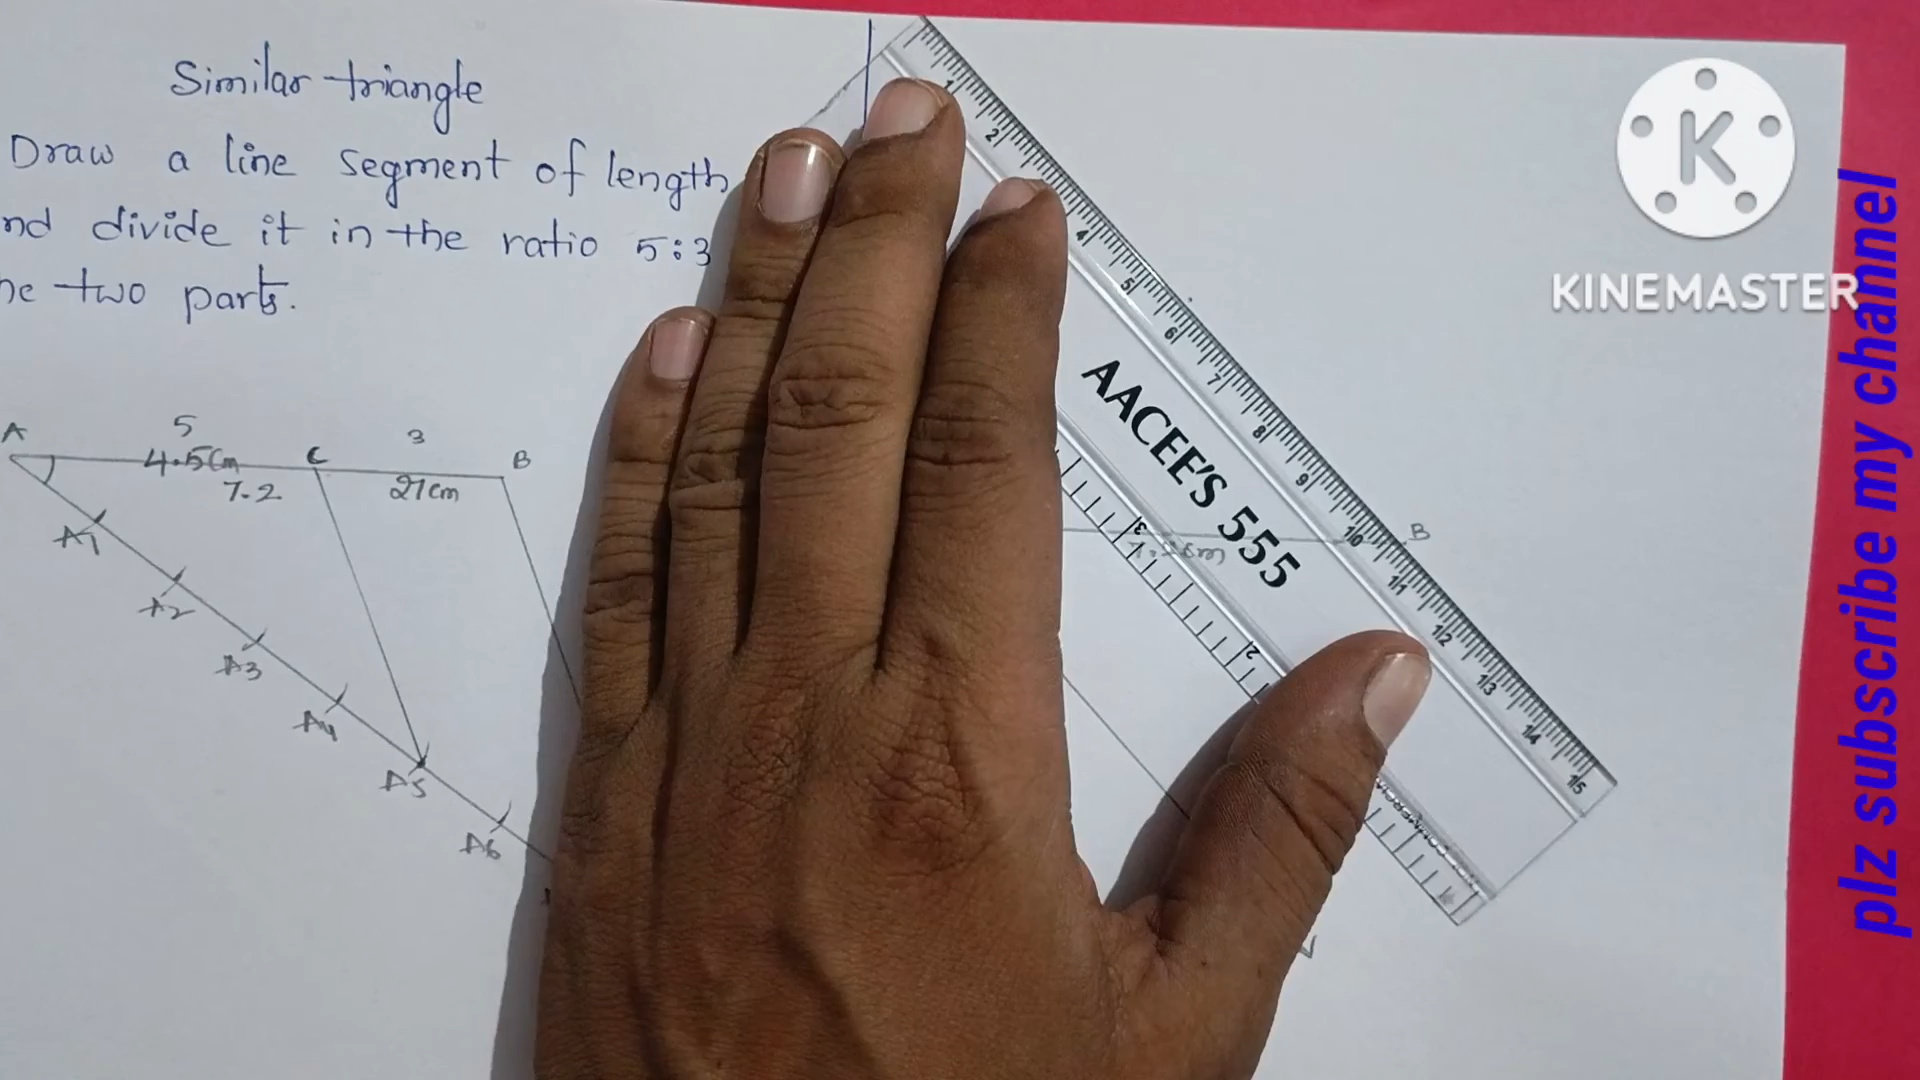 Similar triangle
Draw a line segment of length
nd divide it in the ratio 5:3
he two parts.
A 5 C 3 B
4.5cm 7.2 27cm
A1
A2
A3
A4
A5
A6
B
1 2 4 5 6 7 8 9 10 11 12 13 14 15
AACEE'S 555
3 2
KINEMASTER
plz subscribe my channel